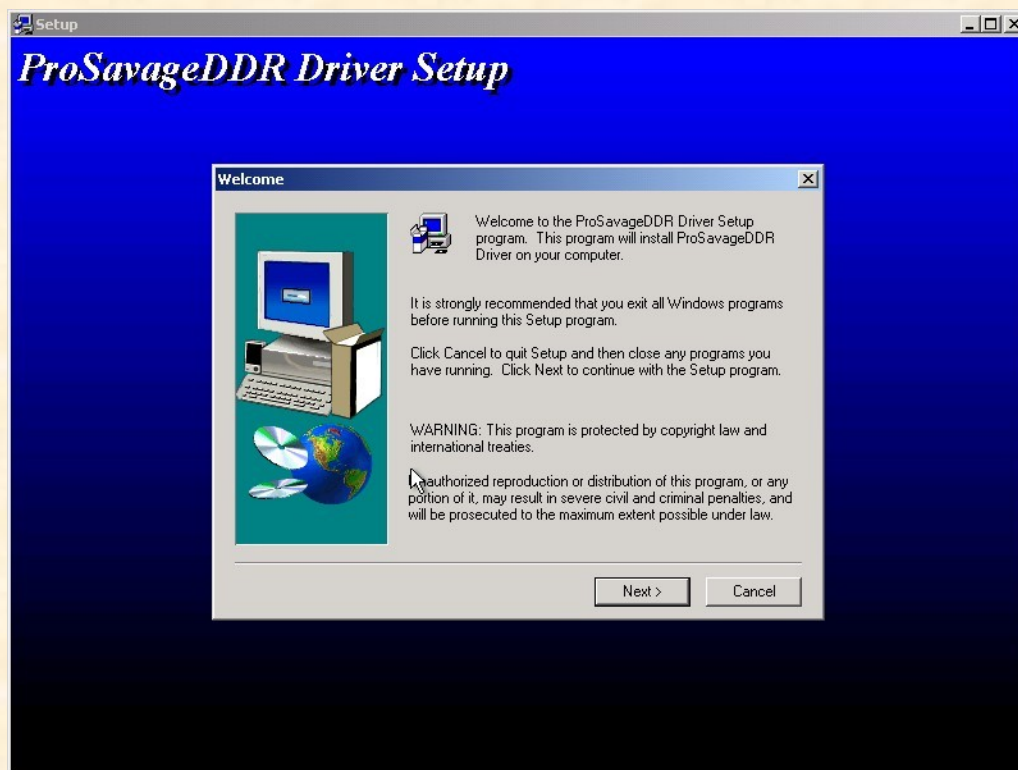 Setup
ProSavageDDR Driver Setup
Welcome
Welcome to the ProSavageDDR Driver Setup
program. This program will install ProSavageDDR
Driver on your computer.
It is strongly recommended that you exit all Windows programs
before running this Setup program.
Click Cancel to quit Setup and then close any programs you
have running. Click Next to continue with the Setup program.
WARNING: This program is protected by copyright law and
international treaties.
Unauthorized reproduction or distribution of this program, or any
portion of it, may result in severe civil and criminal penalties, and
will be prosecuted to the maximum extent possible under law.
Next >
Cancel